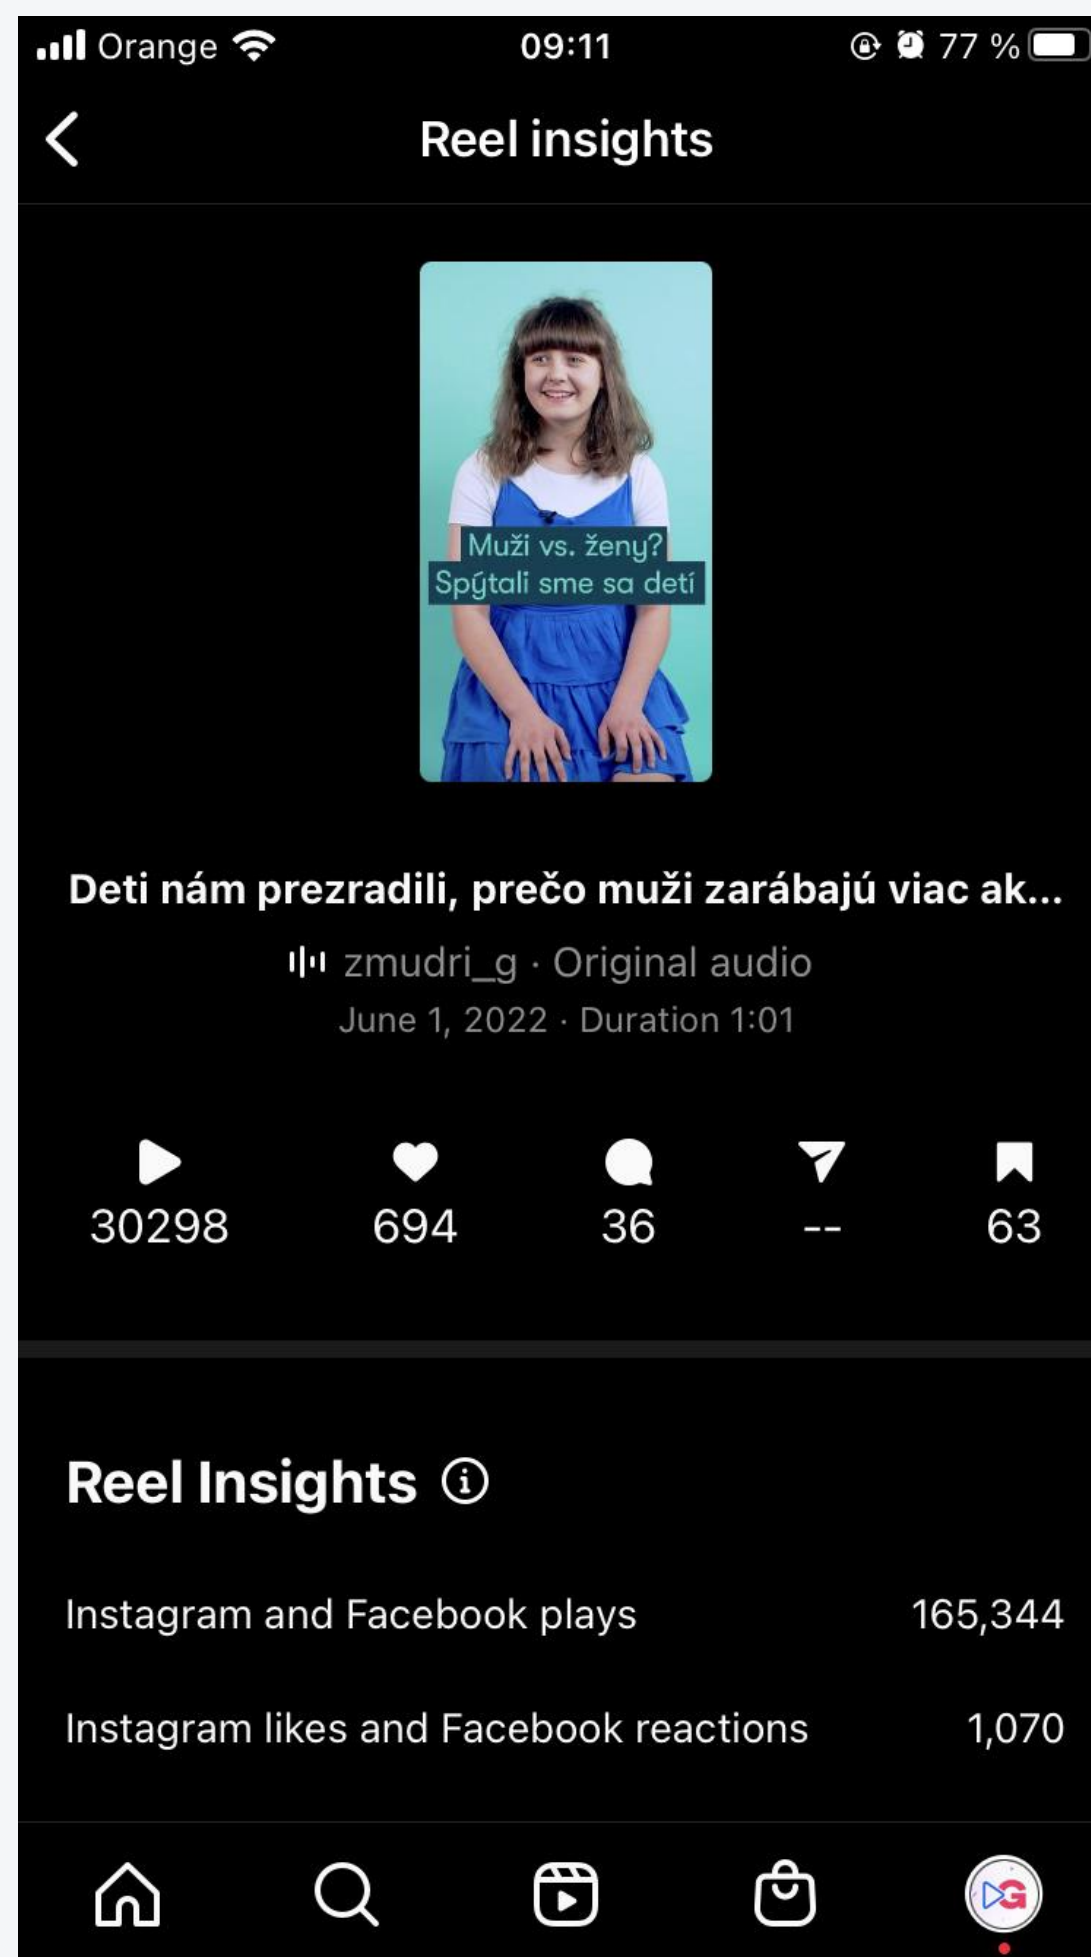 Orange 09:11 77 %
Reel insights
Muži vs. ženy?
Spýtali sme sa detí
Deti nám prezradili, prečo muži zarábajú viac ak...
zmudri_g · Original audio
June 1, 2022 · Duration 1:01
30298 694 36 -- 63
Reel Insights
Instagram and Facebook plays 165,344
Instagram likes and Facebook reactions 1,070
G